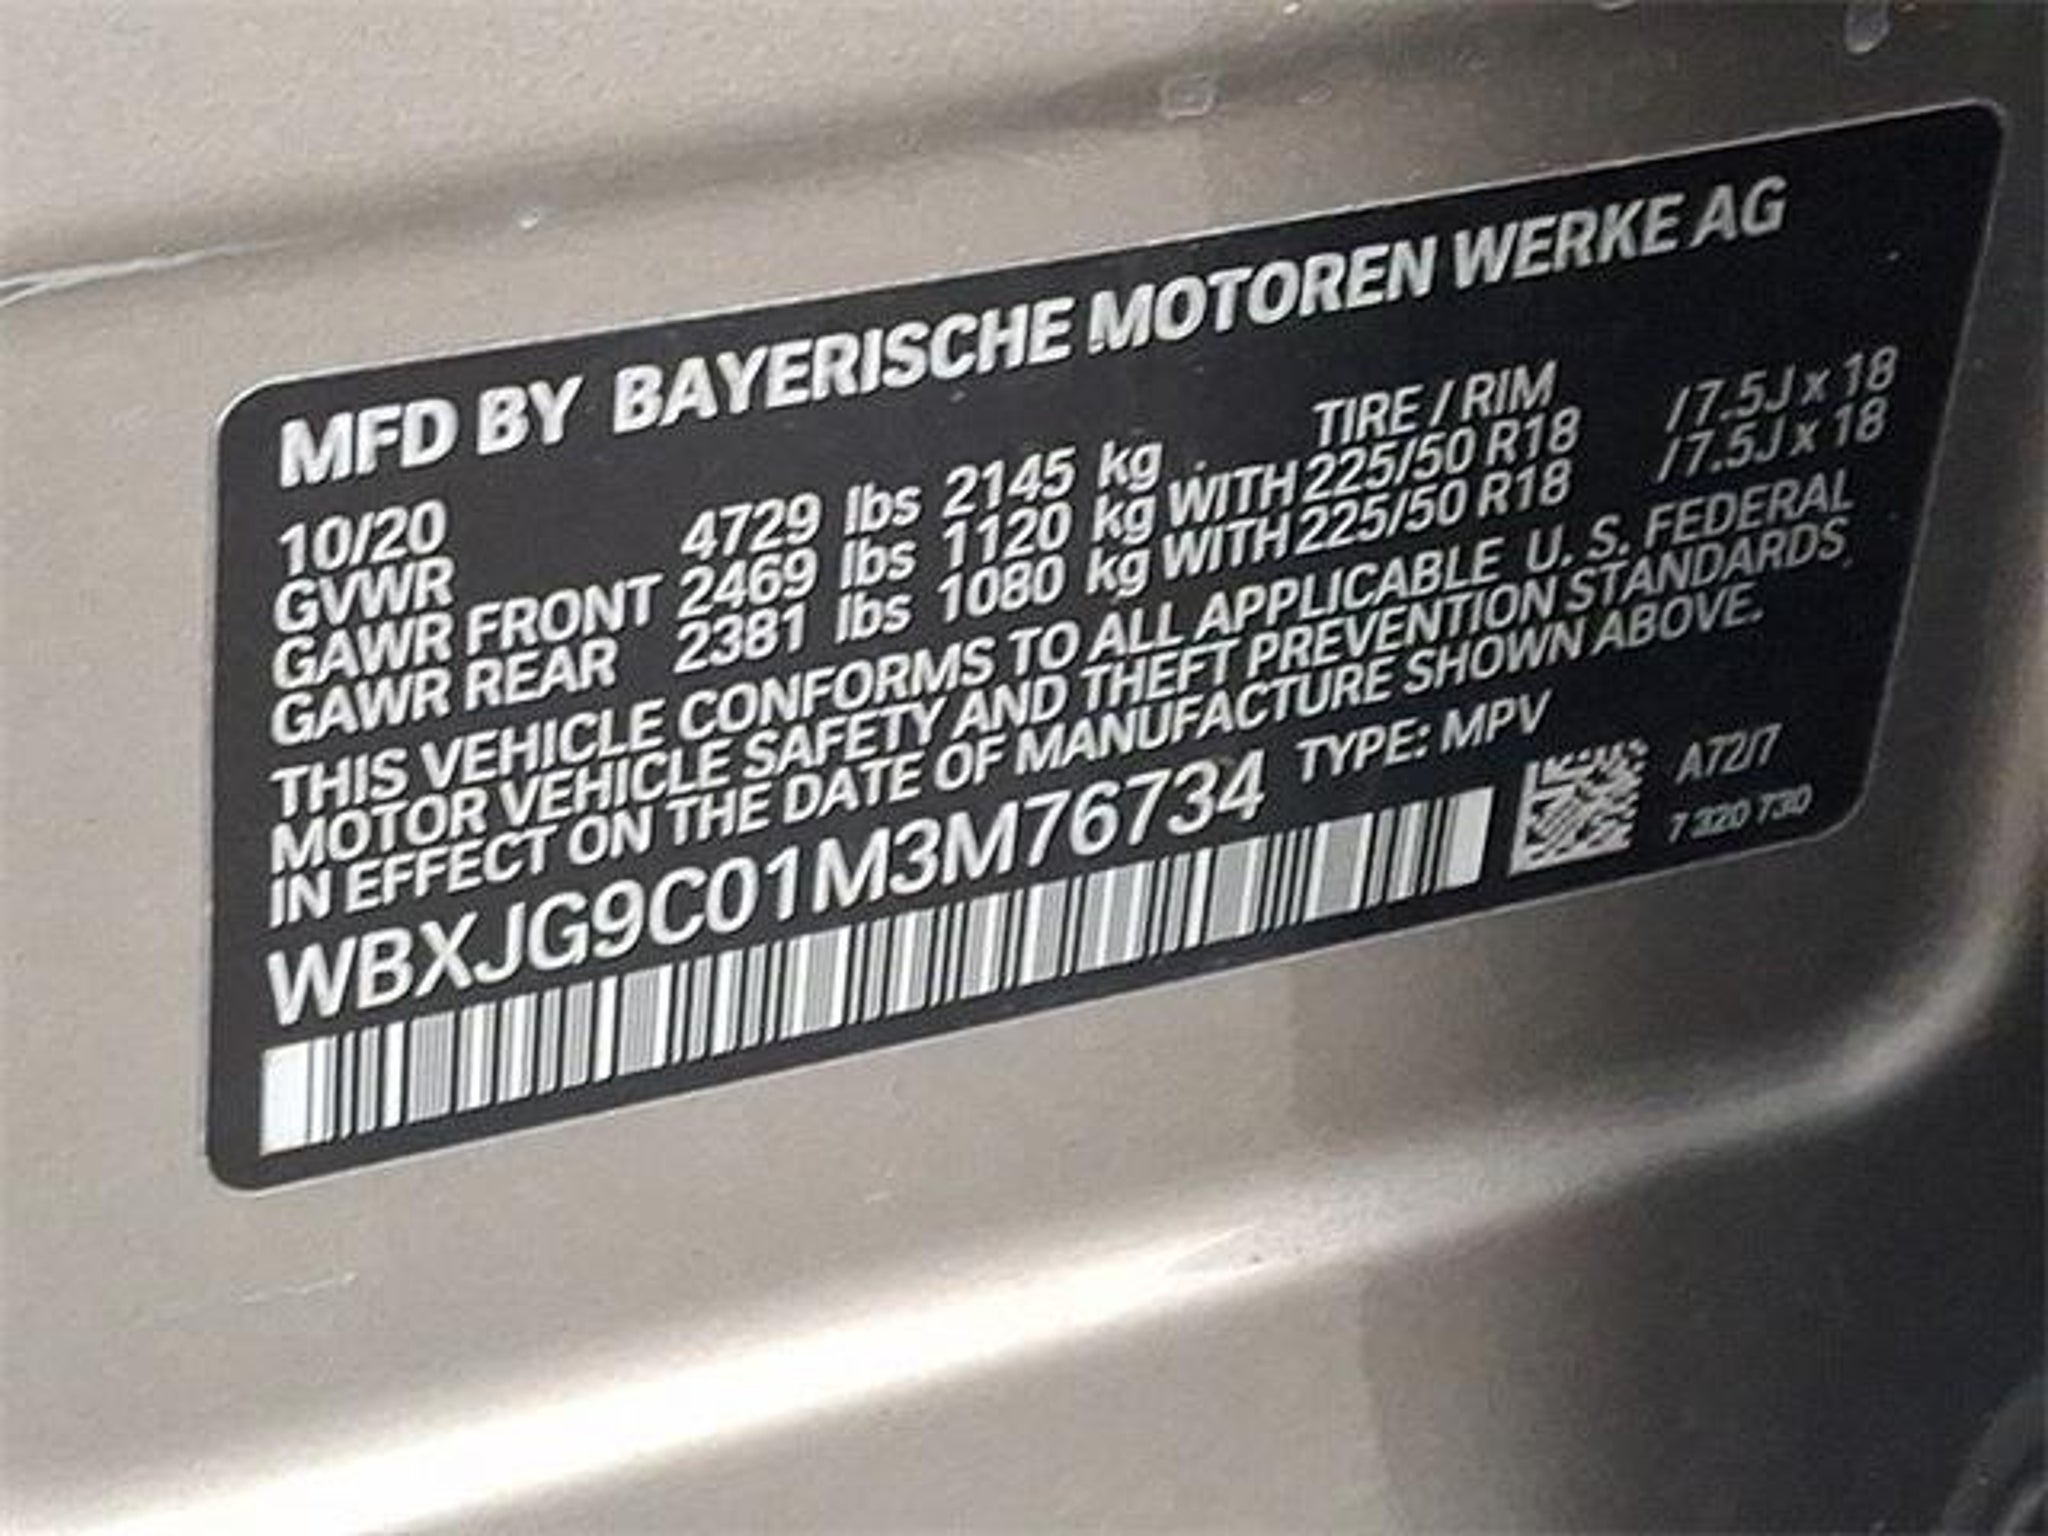 MFD BY BAYERISCHE MOTOREN WERKE AG
10/20 TIRE / RIM
GVWR 4729 lbs 2145 kg
GAWR FRONT 2469 lbs 1120 kg WITH 225/50 R18 / 7.5J x 18
GAWR REAR 2381 lbs 1080 kg WITH 225/50 R18 / 7.5J x 18
THIS VEHICLE CONFORMS TO ALL APPLICABLE U. S. FEDERAL
MOTOR VEHICLE SAFETY AND THEFT PREVENTION STANDARDS
IN EFFECT ON THE DATE OF MANUFACTURE SHOWN ABOVE.
WBXJG9C01M3M76734 TYPE: MPV
A72/7
7 320 730